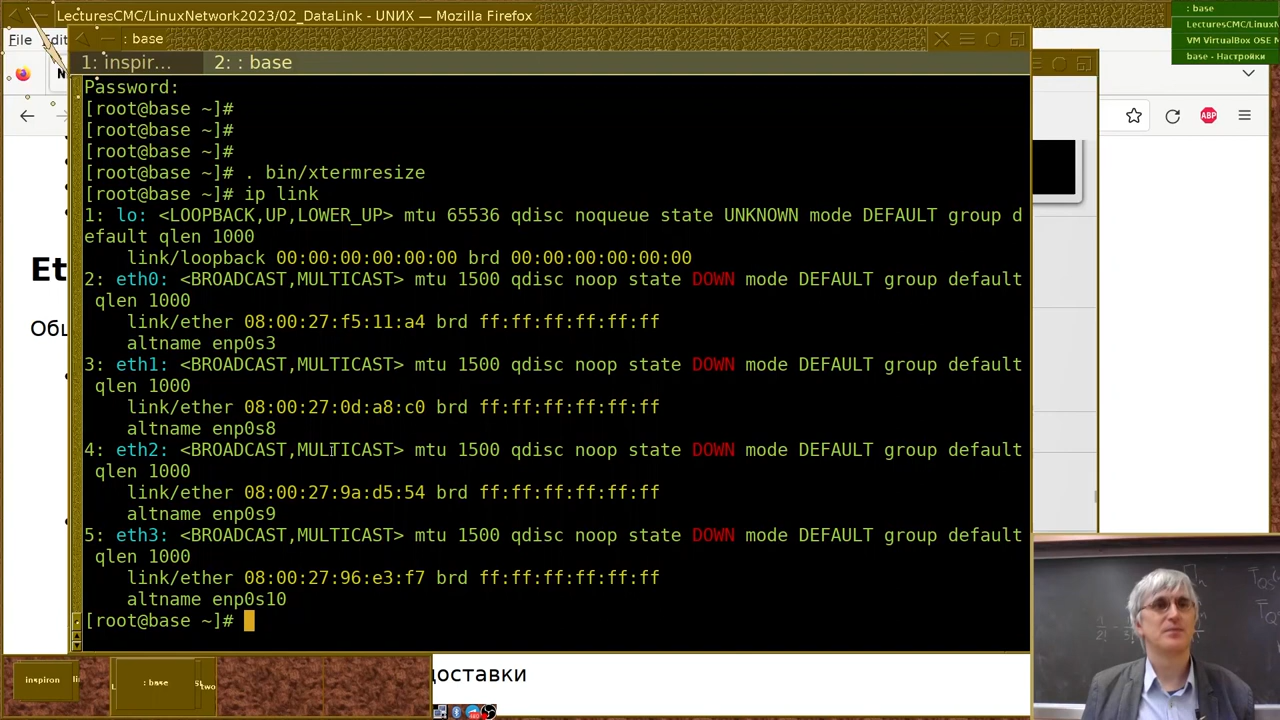 LecturesCMC/LinuxNetwork2023/02_DataLink - UNИX — Mozilla Firefox
: base
LecturesCMC/LinuxN
VM VirtualBox OSE M
base - Настройки
File Edit
: base
1: inspir...
2: : base
ABP
Password:
[root@base ~]#
[root@base ~]#
[root@base ~]#
[root@base ~]# . bin/xtermresize
[root@base ~]# ip link
1: lo: <LOOPBACK,UP,LOWER_UP> mtu 65536 qdisc noqueue state UNKNOWN mode DEFAULT group d
efault qlen 1000
link/loopback 00:00:00:00:00:00 brd 00:00:00:00:00:00
2: eth0: <BROADCAST,MULTICAST> mtu 1500 qdisc noop state DOWN mode DEFAULT group default
qlen 1000
link/ether 08:00:27:f5:11:a4 brd ff:ff:ff:ff:ff:ff
altname enp0s3
3: eth1: <BROADCAST,MULTICAST> mtu 1500 qdisc noop state DOWN mode DEFAULT group default
qlen 1000
link/ether 08:00:27:0d:a8:c0 brd ff:ff:ff:ff:ff:ff
altname enp0s8
4: eth2: <BROADCAST,MULTICAST> mtu 1500 qdisc noop state DOWN mode DEFAULT group default
qlen 1000
link/ether 08:00:27:9a:d5:54 brd ff:ff:ff:ff:ff:ff
altname enp0s9
5: eth3: <BROADCAST,MULTICAST> mtu 1500 qdisc noop state DOWN mode DEFAULT group default
qlen 1000
link/ether 08:00:27:96:e3:f7 brd ff:ff:ff:ff:ff:ff
altname enp0s10
[root@base ~]#
Et
Общ
доставки
inspiron
: base
two